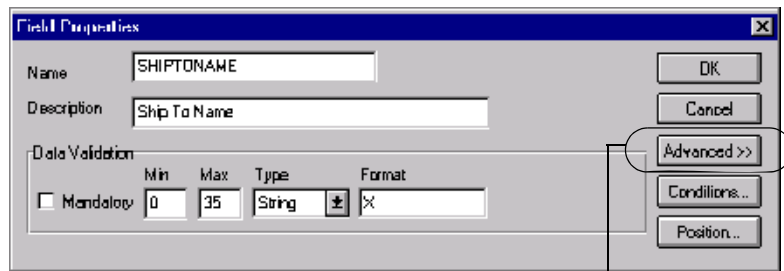 Field Properties
Name SHIPTONAME OK
Description Ship To Name Cancel
Data Validation Advanced >>
Min Max Type Format
Mandatory 0 35 String X Conditions...
Position...